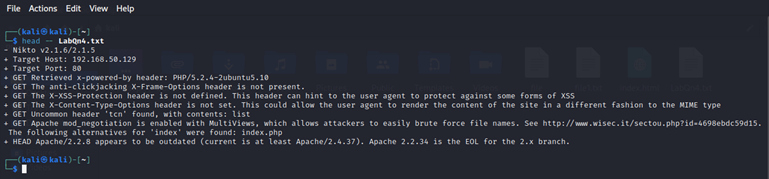 File Actions Edit View Help
(kali㉿kali)-[~]
$ head -- LabQn4.txt
- Nikto v2.1.6/2.1.5
+ Target Host: 192.168.50.129
+ Target Port: 80
+ GET Retrieved x-powered-by header: PHP/5.2.4-2ubuntu5.10
+ GET The anti-clickjacking X-Frame-Options header is not present.
+ GET The X-XSS-Protection header is not defined. This header can hint to the user agent to protect against some forms of XSS
+ GET The X-Content-Type-Options header is not set. This could allow the user agent to render the content of the site in a different fashion to the MIME type
+ GET Uncommon header 'tcn' found, with contents: list
+ GET Apache mod_negotiation is enabled with MultiViews, which allows attackers to easily brute force file names. See http://www.wisec.it/sectou.php?id=4698ebdc59d15.
The following alternatives for 'index' were found: index.php
+ HEAD Apache/2.2.8 appears to be outdated (current is at least Apache/2.4.37). Apache 2.2.34 is the EOL for the 2.x branch.
(kali㉿kali)-[~]
$